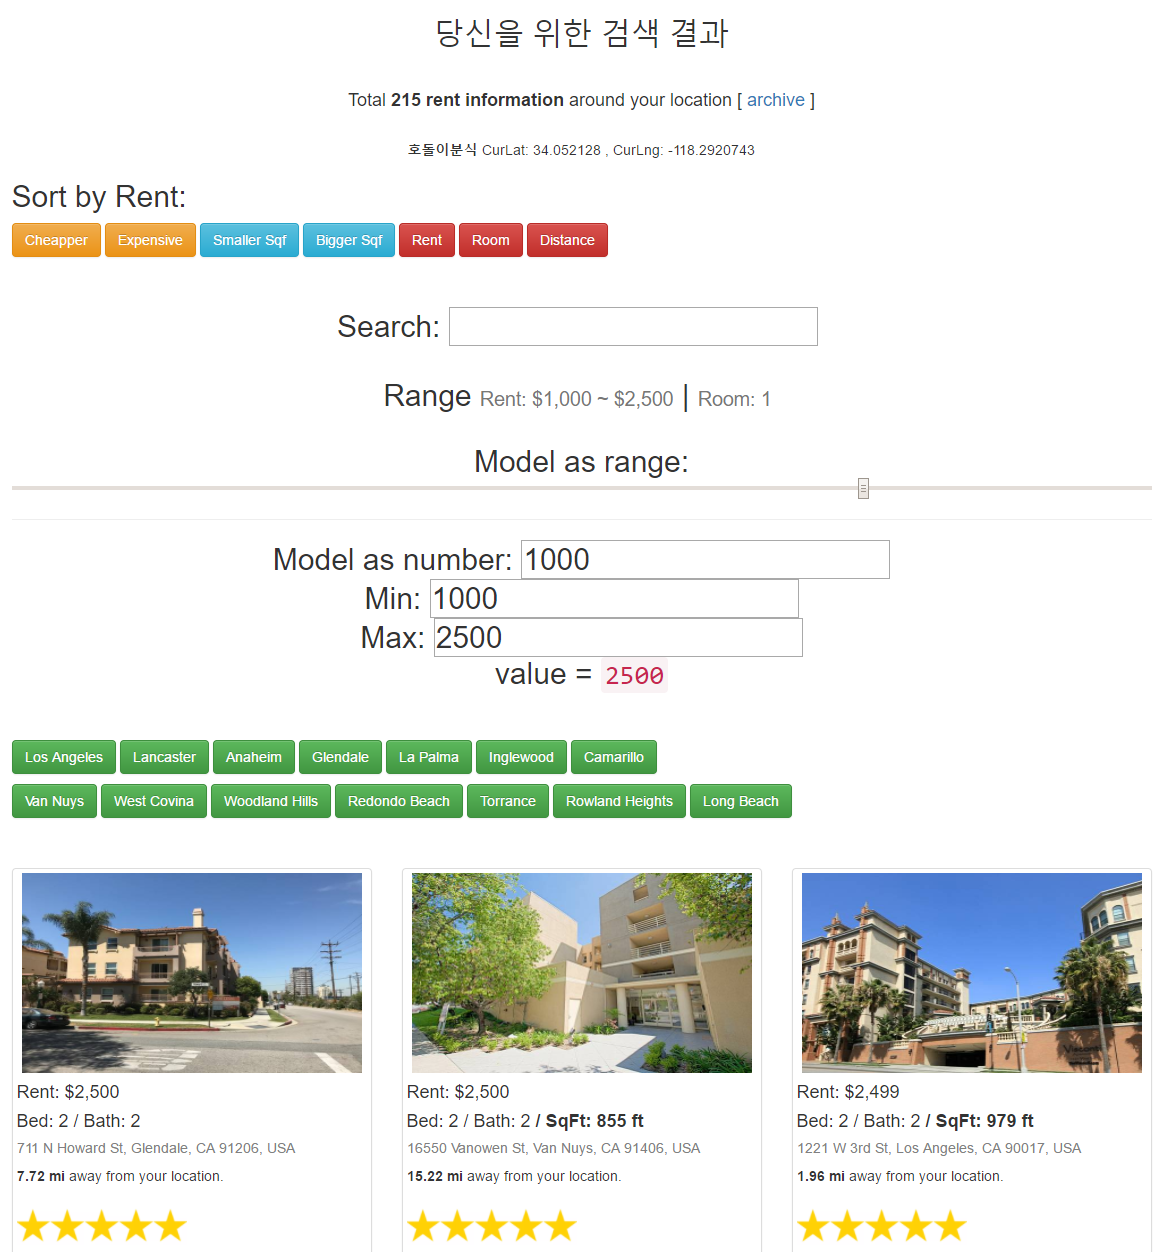 당신을 위한 검색 결과
Total 215 rent information around your location [ archive ]
호돌이분식 CurLat: 34.052128 , CurLng: -118.2920743
Sort by Rent:
Cheapper Expensive Smaller Sqf Bigger Sqf Rent Room Distance
Search:
Range Rent: $1,000 ~ $2,500 | Room: 1
Model as range:
Model as number: 1000
Min: 1000
Max: 2500
value = 2500
Los Angeles Lancaster Anaheim Glendale La Palma Inglewood Camarillo
Van Nuys West Covina Woodland Hills Redondo Beach Torrance Rowland Heights Long Beach
Rent: $2,500
Bed: 2 / Bath: 2
711 N Howard St, Glendale, CA 91206, USA
7.72 mi away from your location.
Rent: $2,500
Bed: 2 / Bath: 2 / SqFt: 855 ft
16550 Vanowen St, Van Nuys, CA 91406, USA
15.22 mi away from your location.
Rent: $2,499
Bed: 2 / Bath: 2 / SqFt: 979 ft
1221 W 3rd St, Los Angeles, CA 90017, USA
1.96 mi away from your location.